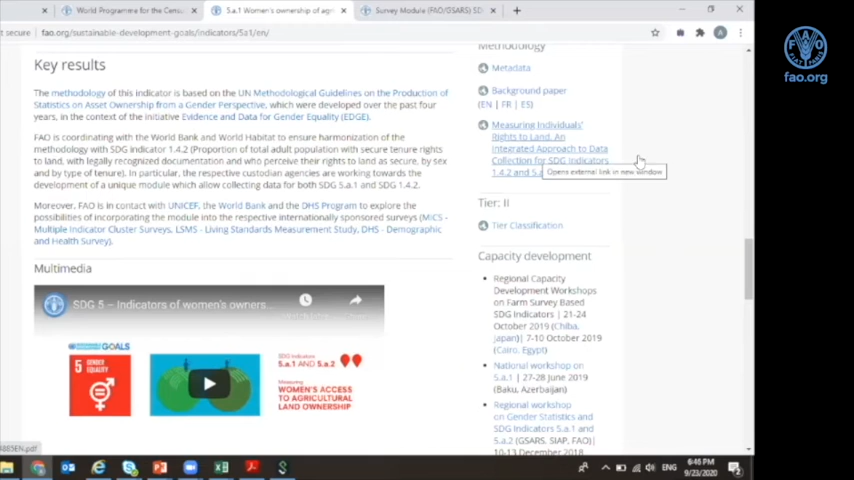 World Programme for the Census
5.a.1 Women's ownership of agri
Survey Module (FAO/GSARS) SD
t secure | fao.org/sustainable-development-goals/indicators/5a1/en/
FAO
fao.org
Key results
The methodology of this indicator is based on the UN Methodological Guidelines on the Production of
Statistics on Asset Ownership from a Gender Perspective, which were developed over the past four
years, in the context of the initiative Evidence and Data for Gender Equality (EDGE).
FAO is coordinating with the World Bank and World Habitat to ensure harmonization of the
methodology with SDG indicator 1.4.2 (Proportion of total adult population with secure tenure rights
to land, with legally recognized documentation and who perceive their rights to land as secure, by sex
and by type of tenure). In particular, the respective custodian agencies are working towards the
development of a unique module which allow collecting data for both SDG 5.a.1 and SDG 1.4.2.
Moreover, FAO is in contact with UNICEF, the World Bank and the DHS Program to explore the
possibilities of incorporating the module into the respective internationally sponsored surveys (MICS -
Multiple Indicator Cluster Surveys, LSMS - Living Standards Measurement Study, DHS - Demographic
and Health Survey).
Multimedia
SDG 5 – Indicators of women's owners...
GOALS
5 GENDER
EQUALITY
SDG INDICATORS
5.a.1 AND 5.a.2
Measuring
WOMEN'S ACCESS
TO AGRICULTURAL
LAND OWNERSHIP
Methodology
Metadata
Background paper
(EN | FR | ES)
Measuring Individuals'
Rights to Land. An
Integrated Approach to Data
Collection for SDG Indicators
1.4.2 and 5.a
Opens external link in new window
Tier: II
Tier Classification
Capacity development
Regional Capacity
Development Workshops
on Farm Survey Based
SDG Indicators | 21-24
October 2019 (Chiba,
Japan)| 7-10 October 2019
(Cairo, Egypt)
National workshop on
5.a.1 | 27-28 June 2019
(Baku, Azerbaijan)
Regional workshop
on Gender Statistics and
SDG Indicators 5.a.1 and
5.a.2 (GSARS, SIAP, FAO)|
10-13 December 2018
4885EN.pdf
ENG
6:45 PM
9/23/2020